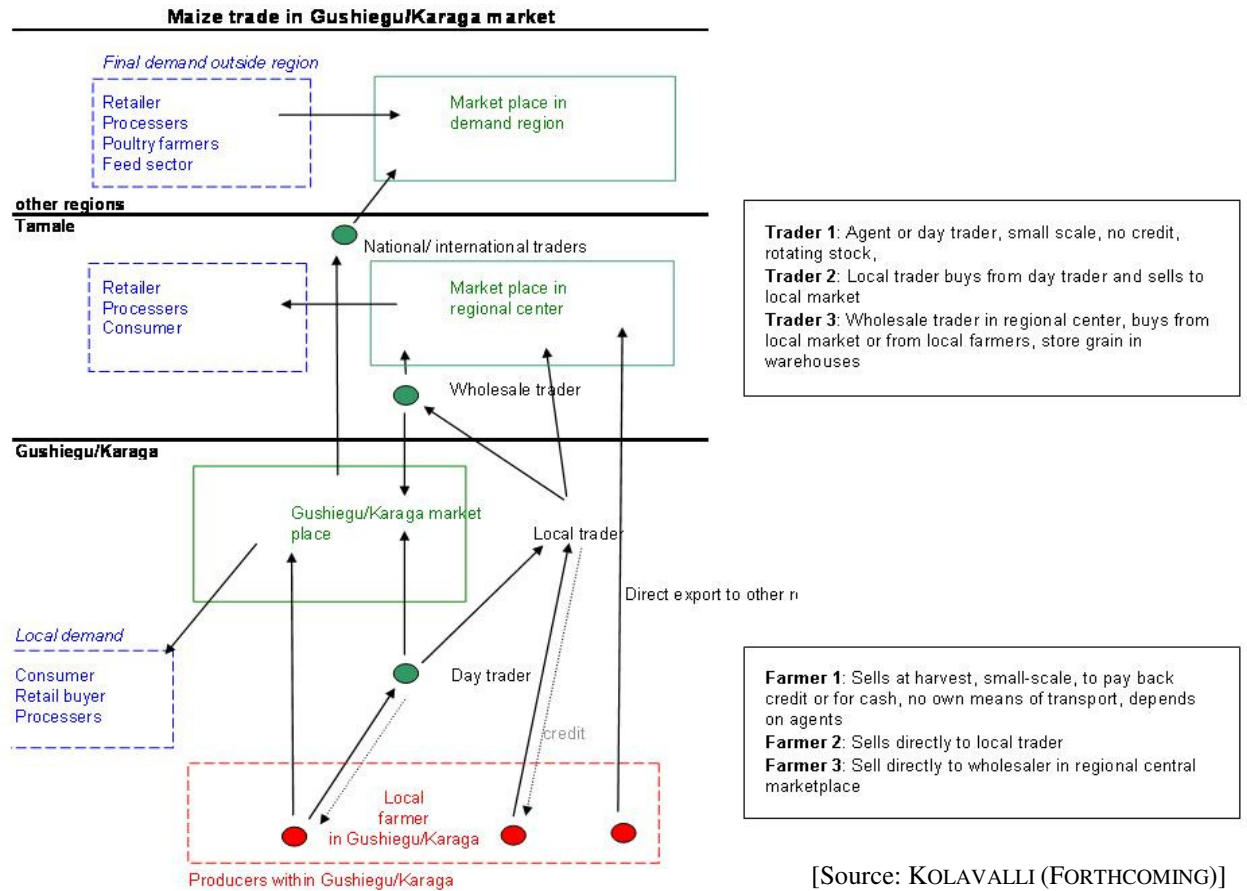 Maize trade in Gushiegu/Karaga market
Final demand outside region
Retailer
Processers
Poultry farmers
Feed sector
Market place in
demand region
other regions
Tamale
National/ international traders
Retailer
Processers
Consumer
Market place in
regional center
Wholesale trader
Trader 1: Agent or day trader, small scale, no credit,
rotating stock,
Trader 2: Local trader buys from day trader and sells to
local market
Trader 3: Wholesale trader in regional center, buys from
local market or from local farmers, store grain in
warehouses
Gushiegu/Karaga
Gushiegu/Karaga market
place
Local trader
Direct export to other
Local demand
Consumer
Retail buyer
Processers
Day trader
credit
Local
farmer
in Gushiegu/Karaga
Producers within Gushiegu/Karaga
Farmer 1: Sells at harvest, small-scale, to pay back
credit or for cash, no own means of transport, depends
on agents
Farmer 2: Sells directly to local trader
Farmer 3: Sell directly to wholesaler in regional central
marketplace
[Source: KOLAVALLI (FORTHCOMING)]